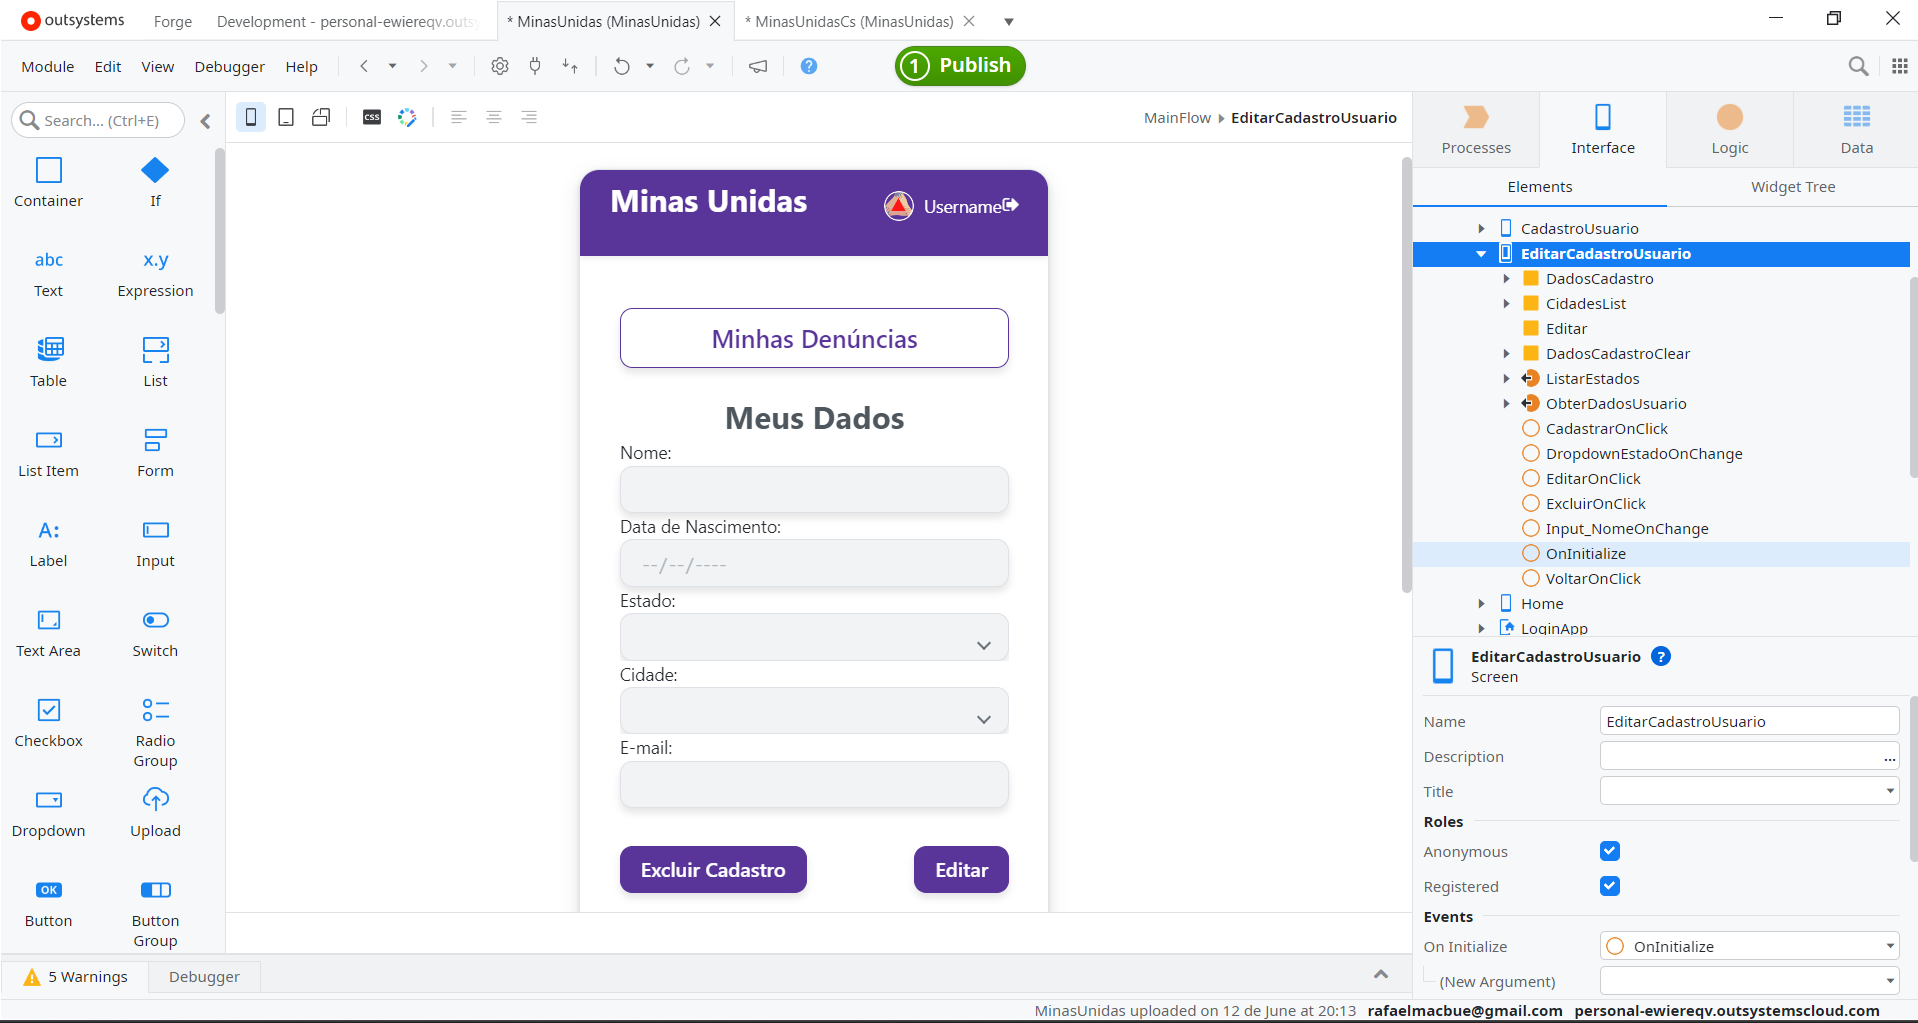 outsystems
Forge
Development - personal-ewiereqv.outsy
* MinasUnidas (MinasUnidas)
* MinasUnidasCs (MinasUnidas)
Module Edit View Debugger Help
1 Publish
Search... (Ctrl+E)
css
MainFlow EditarCadastroUsuario
Processes
Interface
Logic
Data
Elements
Widget Tree
Container
If
abc
Text
x.y
Expression
Table
List
List Item
Form
A:
Label
Input
Text Area
Switch
Checkbox
Radio
Group
Dropdown
Upload
OK
Button
Button
Group
Minas Unidas
Username
Minhas Denúncias
Meus Dados
Nome:
Data de Nascimento:
--/--/----
Estado:
Cidade:
E-mail:
Excluir Cadastro
Editar
CadastroUsuario
EditarCadastroUsuario
DadosCadastro
CidadesList
Editar
DadosCadastroClear
ListarEstados
ObterDadosUsuario
CadastrarOnClick
DropdownEstadoOnChange
EditarOnClick
ExcluirOnClick
Input_NomeOnChange
OnInitialize
VoltarOnClick
Home
LoginApp
EditarCadastroUsuario ?
Screen
Name EditarCadastroUsuario
Description ...
Title
Roles
Anonymous
Registered
Events
On Initialize OnInitialize
(New Argument)
5 Warnings
Debugger
MinasUnidas uploaded on 12 de June at 20:13 rafaelmacbue@gmail.com personal-ewiereqv.outsystemscloud.com